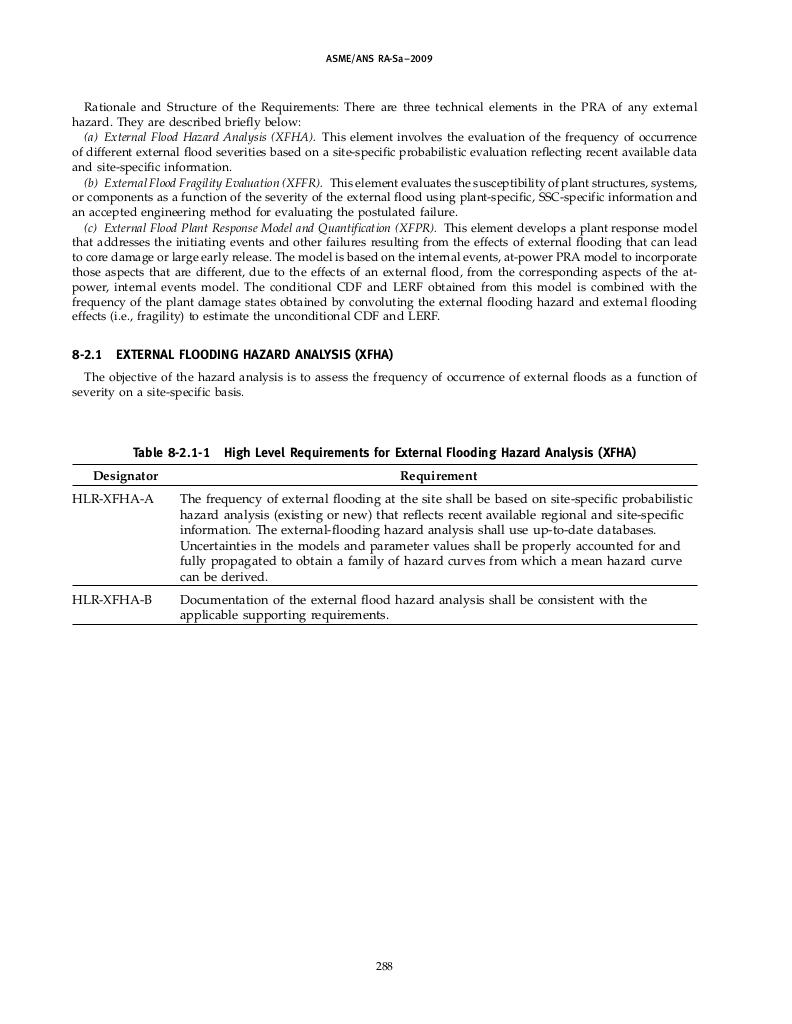 ASME/ANS RA-Sa–2009
Rationale and Structure of the Requirements: There are three technical elements in the PRA of any external
hazard. They are described briefly below:
(a) External Flood Hazard Analysis (XFHA). This element involves the evaluation of the frequency of occurrence
of different external flood severities based on a site-specific probabilistic evaluation reflecting recent available data
and site-specific information.
(b) External Flood Fragility Evaluation (XFFR). This element evaluates the susceptibility of plant structures, systems,
or components as a function of the severity of the external flood using plant-specific, SSC-specific information and
an accepted engineering method for evaluating the postulated failure.
(c) External Flood Plant Response Model and Quantification (XFPR). This element develops a plant response model
that addresses the initiating events and other failures resulting from the effects of external flooding that can lead
to core damage or large early release. The model is based on the internal events, at-power PRA model to incorporate
those aspects that are different, due to the effects of an external flood, from the corresponding aspects of the at-
power, internal events model. The conditional CDF and LERF obtained from this model is combined with the
frequency of the plant damage states obtained by convoluting the external flooding hazard and external flooding
effects (i.e., fragility) to estimate the unconditional CDF and LERF.
8-2.1 EXTERNAL FLOODING HAZARD ANALYSIS (XFHA)
The objective of the hazard analysis is to assess the frequency of occurrence of external floods as a function of
severity on a site-specific basis.
Table 8-2.1-1 High Level Requirements for External Flooding Hazard Analysis (XFHA)
Designator Requirement
HLR-XFHA-A The frequency of external flooding at the site shall be based on site-specific probabilistic
hazard analysis (existing or new) that reflects recent available regional and site-specific
information. The external-flooding hazard analysis shall use up-to-date databases.
Uncertainties in the models and parameter values shall be properly accounted for and
fully propagated to obtain a family of hazard curves from which a mean hazard curve
can be derived.
HLR-XFHA-B Documentation of the external flood hazard analysis shall be consistent with the
applicable supporting requirements.
288